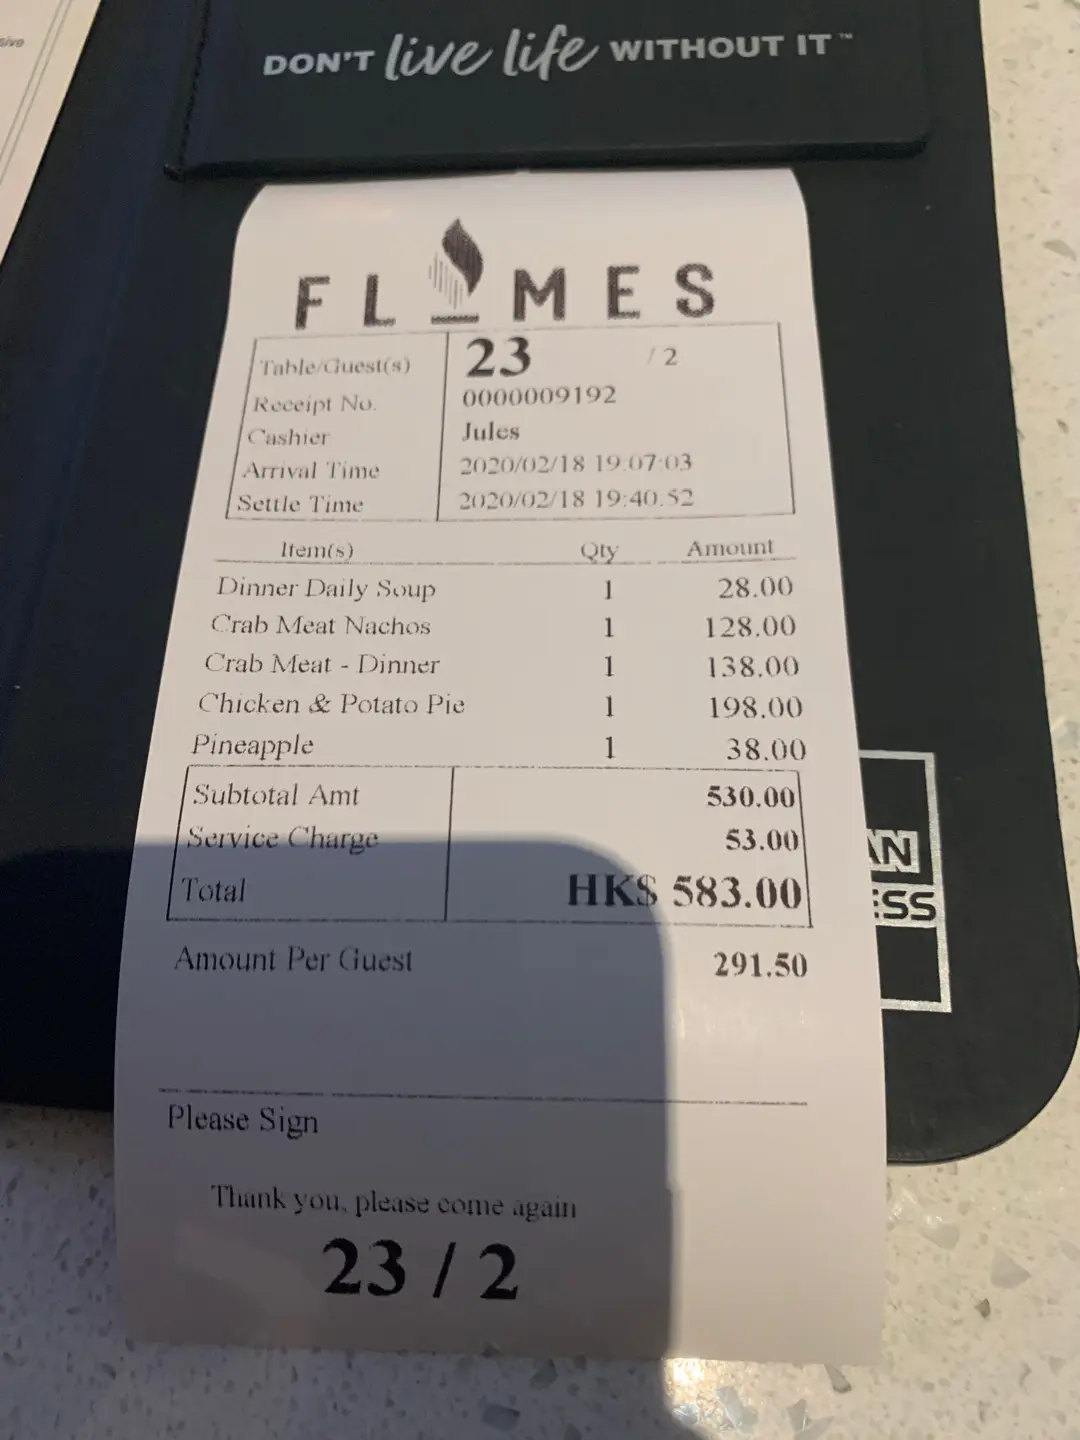 sive
DON'T live life WITHOUT IT™
FLAMES
Table/Guest(s) 23 / 2
Receipt No. 0000009192
Cashier Jules
Arrival Time 2020/02/18 19:07:03
Settle Time 2020/02/18 19:40:52
Item(s) Qty Amount
Dinner Daily Soup 1 28.00
Crab Meat Nachos 1 128.00
Crab Meat - Dinner 1 138.00
Chicken & Potato Pie 1 198.00
Pineapple 1 38.00
Subtotal Amt 530.00
Service Charge 53.00
Total HK$ 583.00
AN
ESS
Amount Per Guest 291.50
Please Sign
Thank you, please come again
23 / 2